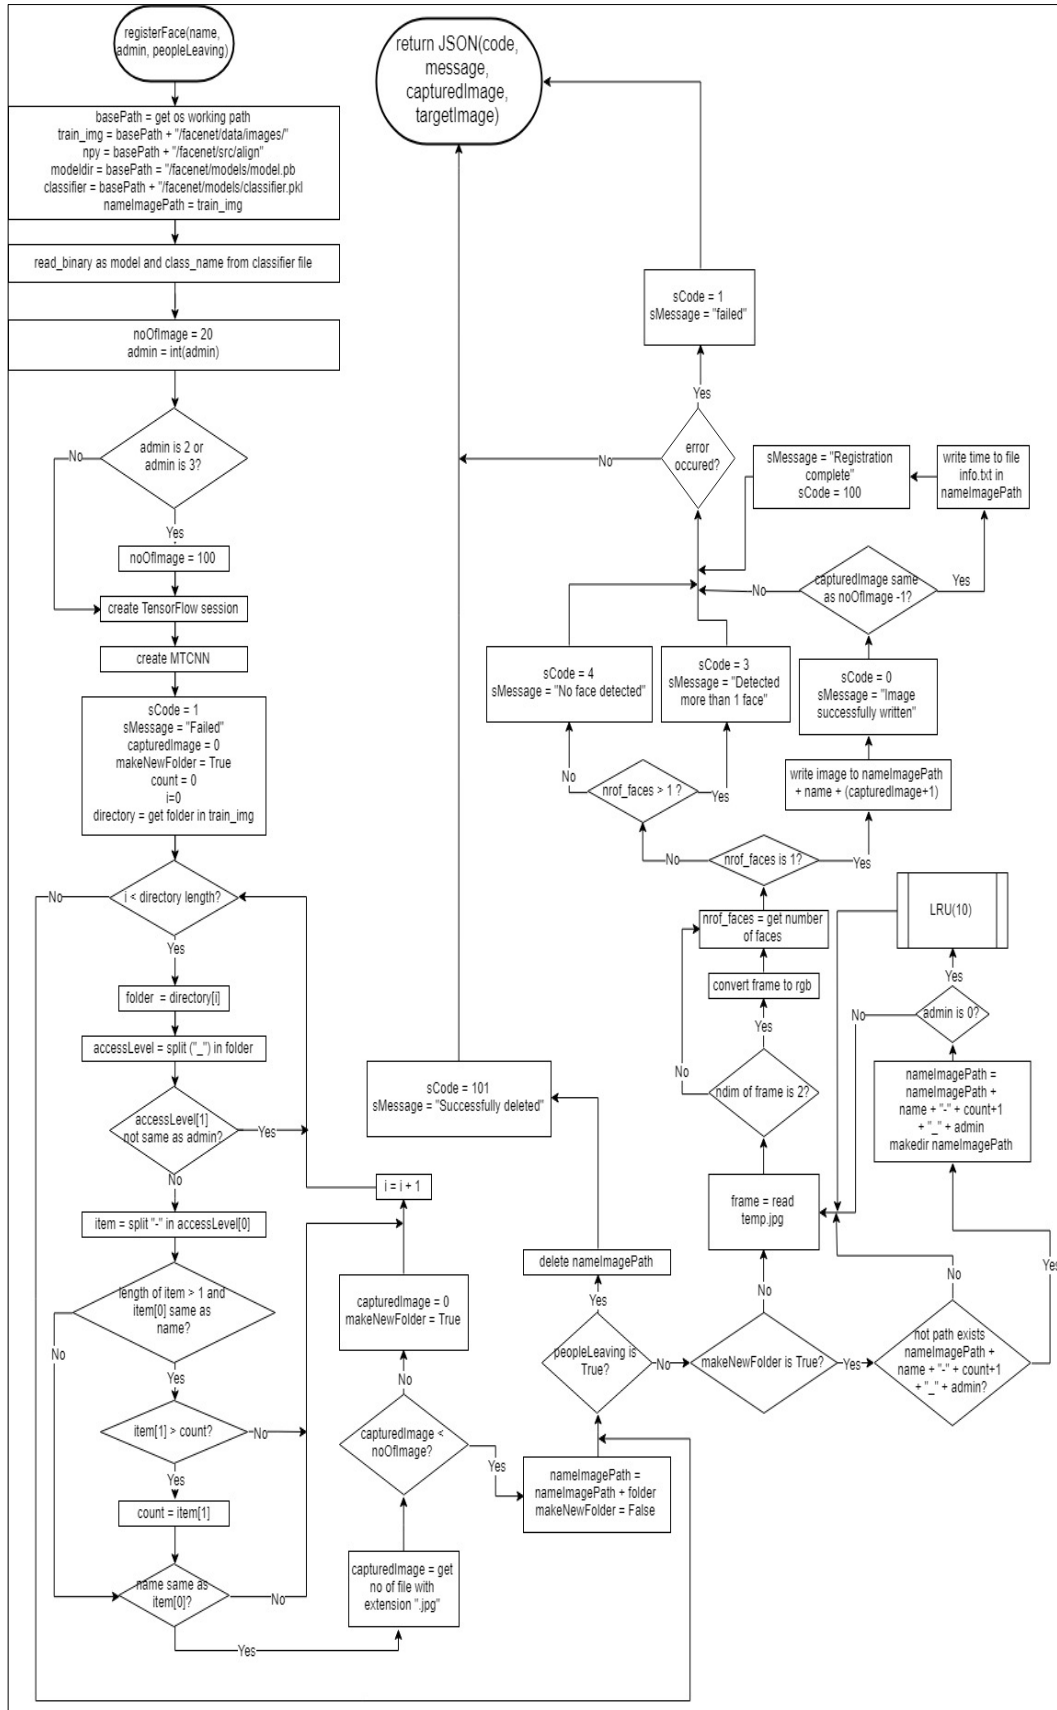 registerFace(name,
admin, peopleLeaving)
basePath = get os working path
train_img = basePath + "/facenet/data/images/"
npy = basePath + "/facenet/src/align"
modeldir = basePath = "/facenet/models/model.pb
classifier = basePath + "/facenet/models/classifier.pkl
nameImagePath = train_img
read_binary as model and class_name from classifier file
noOfImage = 20
admin = int(admin)
admin is 2 or
admin is 3?
No
Yes
noOfImage = 100
create TensorFlow session
create MTCNN
sCode = 1
sMessage = "Failed"
capturedImage = 0
makeNewFolder = True
count = 0
i=0
directory = get folder in train_img
i < directory length?
No
Yes
folder = directory[i]
accessLevel = split ("_") in folder
accessLevel[1]
not same as admin?
Yes
No
item = split "-" in accessLevel[0]
length of item > 1 and
item[0] same as
name?
No
Yes
item[1] > count?
No
Yes
count = item[1]
name same as
item[0]?
No
Yes
capturedImage = get
no of file with
extension ".jpg"
capturedImage <
noOfImage?
No
Yes
capturedImage = 0
makeNewFolder = True
i = i + 1
nameImagePath =
nameImagePath + folder
makeNewFolder = False
peopleLeaving is
True?
Yes
No
delete nameImagePath
sCode = 101
sMessage = "Successfully deleted"
makeNewFolder is True?
No
Yes
not path exists
nameImagePath +
name + "-" + count+1
+ "_" + admin?
No
Yes
nameImagePath =
nameImagePath +
name + "-" + count+1
+ "_" + admin
makedir nameImagePath
admin is 0?
No
Yes
LRU(10)
frame = read
temp.jpg
ndim of frame is 2?
No
Yes
convert frame to rgb
nrof_faces = get number
of faces
nrof_faces is 1?
No
Yes
nrof_faces > 1 ?
No
Yes
sCode = 4
sMessage = "No face detected"
sCode = 3
sMessage = "Detected
more than 1 face"
write image to nameImagePath
+ name + (capturedImage+1)
sCode = 0
sMessage = "Image
successfully written"
capturedImage same
as noOfImage -1?
No
Yes
write time to file
info.txt in
nameImagePath
sMessage = "Registration
complete"
sCode = 100
error
occured?
No
Yes
sCode = 1
sMessage = "failed"
return JSON(code,
message,
capturedImage,
targetImage)